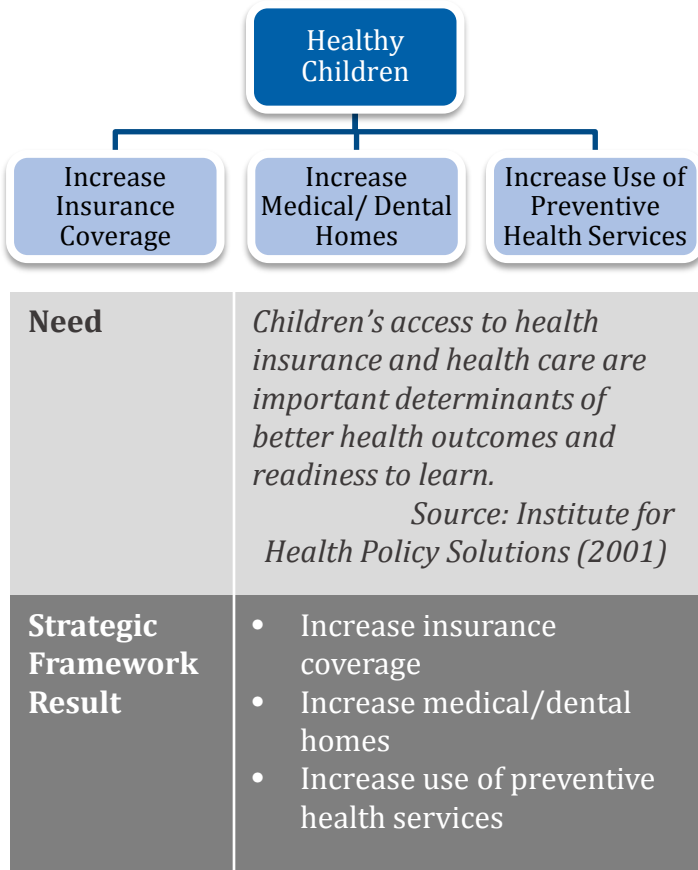 Healthy
Children
Increase
Insurance
Coverage
Increase
Medical/ Dental
Homes
Increase Use of
Preventive
Health Services
Need
Children’s access to health
insurance and health care are
important determinants of
better health outcomes and
readiness to learn.
Source: Institute for
Health Policy Solutions (2001)
Strategic
Framework
Result
• Increase insurance
coverage
• Increase medical/dental
homes
• Increase use of preventive
health services